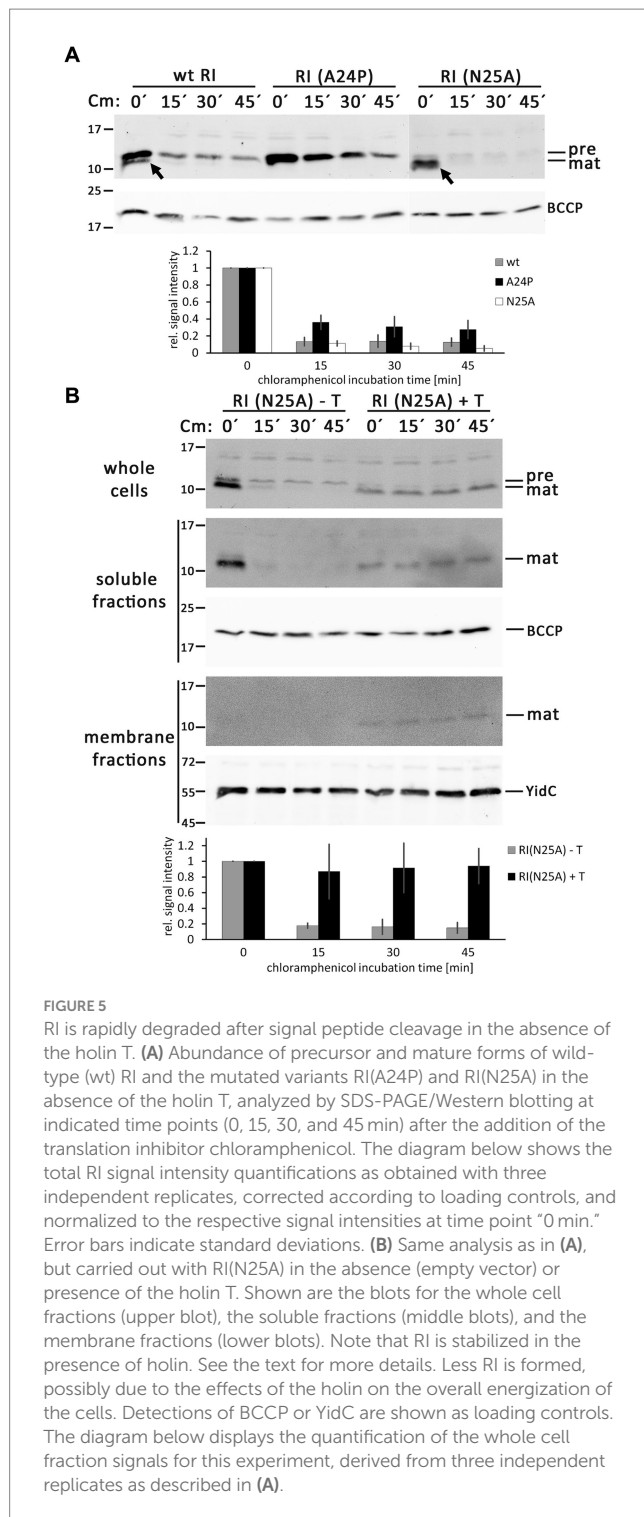 A
wt RI RI (A24P) RI (N25A)
Cm: 0´ 15´ 30´ 45´ 0´ 15´ 30´ 45´ 0´ 15´ 30´ 45´
17
pre
mat
10
25
BCCP
17
rel. signal intensity
1.2
1
0.8
0.6
0.4
0.2
0
wt
A24P
N25A
0 15 30 45
chloramphenicol incubation time [min]
B
RI (N25A) - T RI (N25A) + T
Cm: 0´ 15´ 30´ 45´ 0´ 15´ 30´ 45´
whole cells
17
pre
10
mat
soluble fractions
17
mat
10
25
BCCP
17
membrane fractions
17
mat
10
72
55
YidC
45
rel. signal intensity
1.2
1
0.8
0.6
0.4
0.2
0
RI(N25A) - T
RI(N25A) + T
0 15 30 45
chloramphenicol incubation time [min]
FIGURE 5
RI is rapidly degraded after signal peptide cleavage in the absence of
the holin T. (A) Abundance of precursor and mature forms of wild-
type (wt) RI and the mutated variants RI(A24P) and RI(N25A) in the
absence of the holin T, analyzed by SDS-PAGE/Western blotting at
indicated time points (0, 15, 30, and 45 min) after the addition of the
translation inhibitor chloramphenicol. The diagram below shows the
total RI signal intensity quantifications as obtained with three
independent replicates, corrected according to loading controls, and
normalized to the respective signal intensities at time point “0 min.”
Error bars indicate standard deviations. (B) Same analysis as in (A),
but carried out with RI(N25A) in the absence (empty vector) or
presence of the holin T. Shown are the blots for the whole cell
fractions (upper blot), the soluble fractions (middle blots), and the
membrane fractions (lower blots). Note that RI is stabilized in the
presence of holin. See the text for more details. Less RI is formed,
possibly due to the effects of the holin on the overall energization of
the cells. Detections of BCCP or YidC are shown as loading controls.
The diagram below displays the quantification of the whole cell
fraction signals for this experiment, derived from three independent
replicates as described in (A).